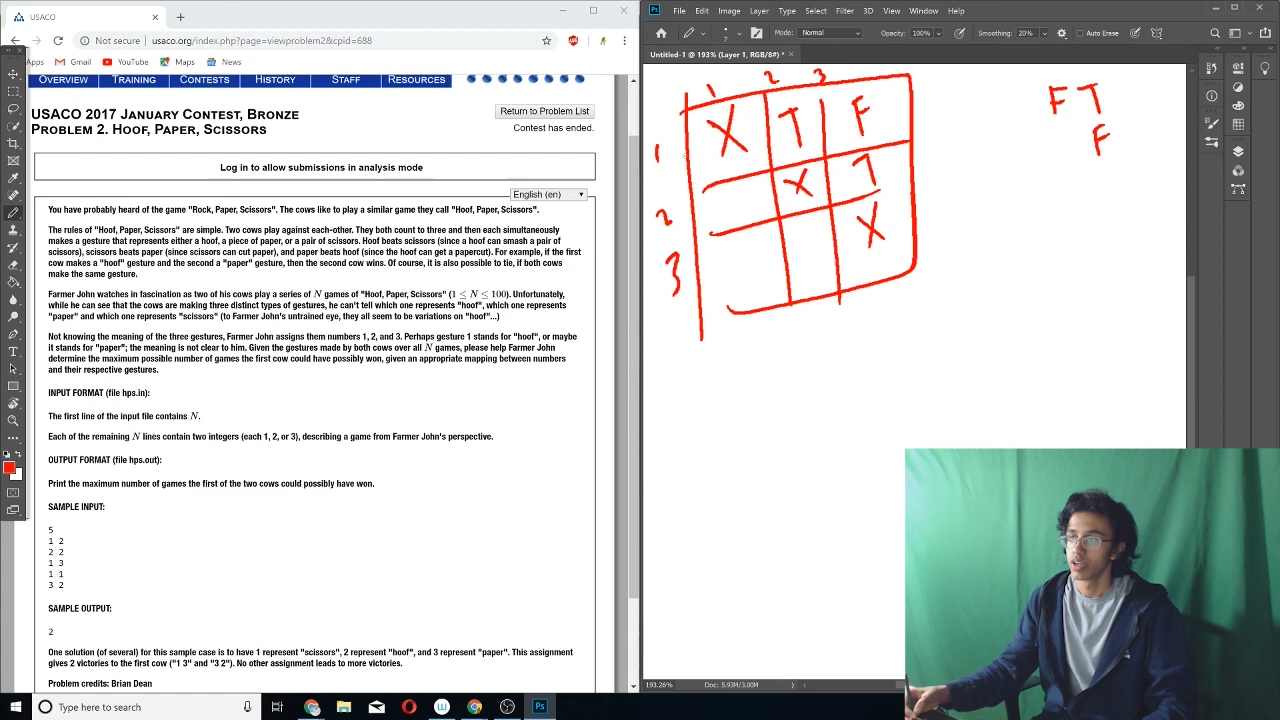 USACO
Not secure | usaco.org/index.php?page=viewproblem2&cpid=688
Apps Gmail YouTube Maps News
OVERVIEW TRAINING CONTESTS HISTORY STAFF RESOURCES
USACO 2017 JANUARY CONTEST, BRONZE
PROBLEM 2. HOOF, PAPER, SCISSORS
Return to Problem List
Contest has ended.
Log in to allow submissions in analysis mode
English (en)
You have probably heard of the game "Rock, Paper, Scissors". The cows like to play a similar game they call "Hoof, Paper, Scissors".
The rules of "Hoof, Paper, Scissors" are simple. Two cows play against each-other. They both count to three and then each simultaneously
makes a gesture that represents either a hoof, a piece of paper, or a pair of scissors. Hoof beats scissors (since a hoof can smash a pair of
scissors), scissors beats paper (since scissors can cut paper), and paper beats hoof (since the hoof can get a papercut). For example, if the first
cow makes a "hoof" gesture and the second a "paper" gesture, then the second cow wins. Of course, it is also possible to tie, if both cows
make the same gesture.
Farmer John watches in fascination as two of his cows play a series of N games of "Hoof, Paper, Scissors" (1 ≤ N ≤ 100). Unfortunately,
while he can see that the cows are making three distinct types of gestures, he can't tell which one represents "hoof", which one represents
"paper" and which one represents "scissors" (to Farmer John's untrained eye, they all seem to be variations on "hoof"...)
Not knowing the meaning of the three gestures, Farmer John assigns them numbers 1, 2, and 3. Perhaps gesture 1 stands for "hoof", or maybe
it stands for "paper"; the meaning is not clear to him. Given the gestures made by both cows over all N games, please help Farmer John
determine the maximum possible number of games the first cow could have possibly won, given an appropriate mapping between numbers
and their respective gestures.
INPUT FORMAT (file hps.in):
The first line of the input file contains N.
Each of the remaining N lines contain two integers (each 1, 2, or 3), describing a game from Farmer John's perspective.
OUTPUT FORMAT (file hps.out):
Print the maximum number of games the first of the two cows could possibly have won.
SAMPLE INPUT:
5
1 2
2 2
1 3
1 1
3 2
SAMPLE OUTPUT:
2
One solution (of several) for this sample case is to have 1 represent "scissors", 2 represent "hoof", and 3 represent "paper". This assignment
gives 2 victories to the first cow ("1 3" and "3 2"). No other assignment leads to more victories.
Problem credits: Brian Dean
Type here to search
Ps File Edit Image Layer Type Select Filter 3D View Window Help
7 Mode: Normal Opacity: 100% Smoothing: 20% Auto Erase
Untitled-1 @ 193% (Layer 1, RGB/8#) *
1 2 3
1 X T F
2 X T
3 X
F T
F
193.26% Doc: 5.93M/3.00M